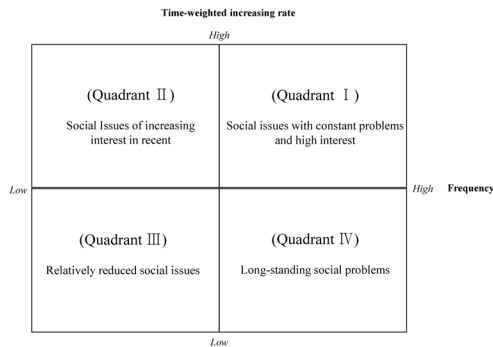 Time-weighted increasing rate
High
(Quadrant Ⅱ)
Social Issues of increasing
interest in recent
(Quadrant Ⅰ)
Social issues with constant problems
and high interest
Low
High
Frequency
(Quadrant Ⅲ)
Relatively reduced social issues
(Quadrant Ⅳ)
Long-standing social problems
Low